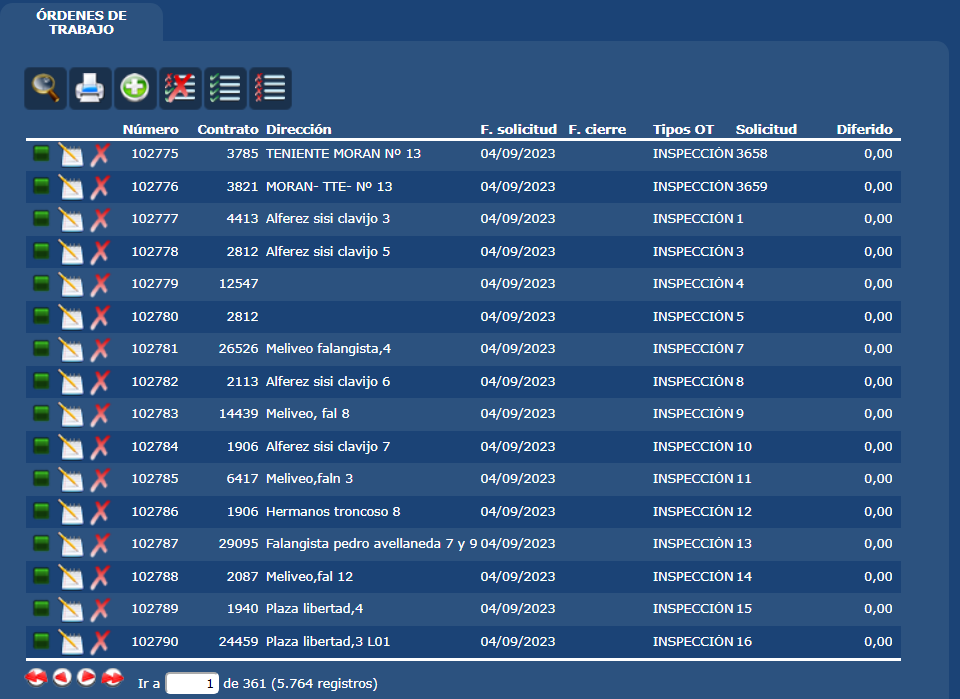 ÓRDENES DE
TRABAJO
Número Contrato Dirección F. solicitud F. cierre Tipos OT Solicitud Diferido
102775 3785 TENIENTE MORAN Nº 13 04/09/2023 INSPECCIÓN 3658 0,00
102776 3821 MORAN- TTE- Nº 13 04/09/2023 INSPECCIÓN 3659 0,00
102777 4413 Alferez sisi clavijo 3 04/09/2023 INSPECCIÓN 1 0,00
102778 2812 Alferez sisi clavijo 5 04/09/2023 INSPECCIÓN 3 0,00
102779 12547 04/09/2023 INSPECCIÓN 4 0,00
102780 2812 04/09/2023 INSPECCIÓN 5 0,00
102781 26526 Meliveo falangista,4 04/09/2023 INSPECCIÓN 7 0,00
102782 2113 Alferez sisi clavijo 6 04/09/2023 INSPECCIÓN 8 0,00
102783 14439 Meliveo, fal 8 04/09/2023 INSPECCIÓN 9 0,00
102784 1906 Alferez sisi clavijo 7 04/09/2023 INSPECCIÓN 10 0,00
102785 6417 Meliveo,faln 3 04/09/2023 INSPECCIÓN 11 0,00
102786 1906 Hermanos troncoso 8 04/09/2023 INSPECCIÓN 12 0,00
102787 29095 Falangista pedro avellaneda 7 y 9 04/09/2023 INSPECCIÓN 13 0,00
102788 2087 Meliveo,fal 12 04/09/2023 INSPECCIÓN 14 0,00
102789 1940 Plaza libertad,4 04/09/2023 INSPECCIÓN 15 0,00
102790 24459 Plaza libertad,3 L01 04/09/2023 INSPECCIÓN 16 0,00
Ir a 1 de 361 (5.764 registros)